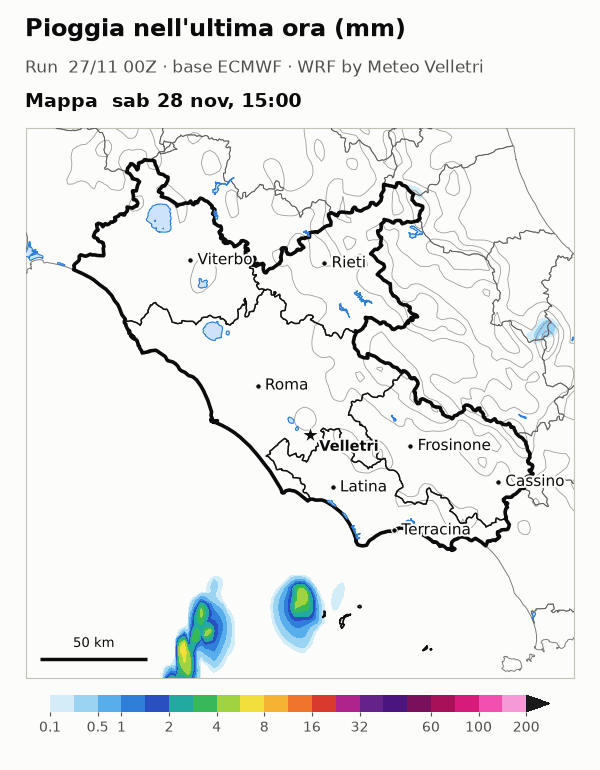 Pioggia nell'ultima ora (mm)
Run  27/11 00Z · base ECMWF · WRF by Meteo Velletri
Mappa  sab 28 nov, 15:00
Viterbo
Rieti
Roma
Velletri
Frosinone
Cassino
Latina
Terracina
50 km
0.1 0.5 1 2 4 8 16 32 60 100 200